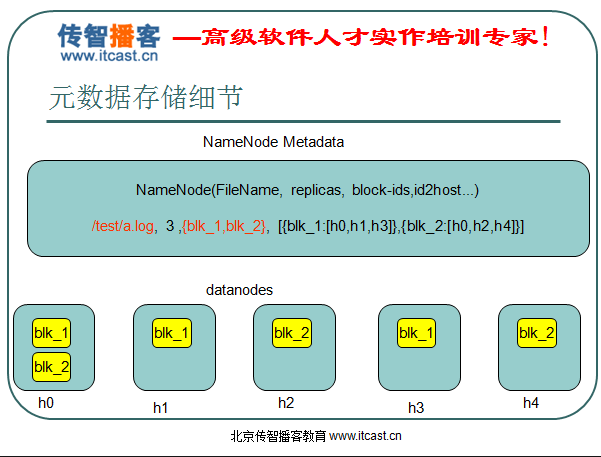 传智播客 —高级软件人才实作培训专家!
www.itcast.cn
元数据存储细节
NameNode Metadata
NameNode(FileName, replicas, block-ids,id2host...)
/test/a.log, 3 ,{blk_1,blk_2}, [{blk_1:[h0,h1,h3]},{blk_2:[h0,h2,h4]}]
datanodes
blk_1 blk_1 blk_2 blk_1 blk_2
blk_2
h0 h1 h2 h3 h4
北京传智播客教育 www.itcast.cn